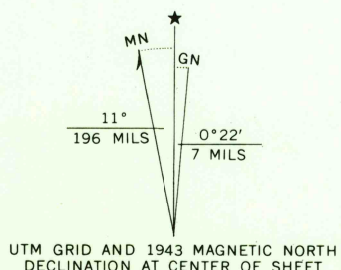 MN
GN
11°
196 MILS
0°22'
7 MILS
UTM GRID AND 1943 MAGNETIC NORTH
DECLINATION AT CENTER OF SHEET